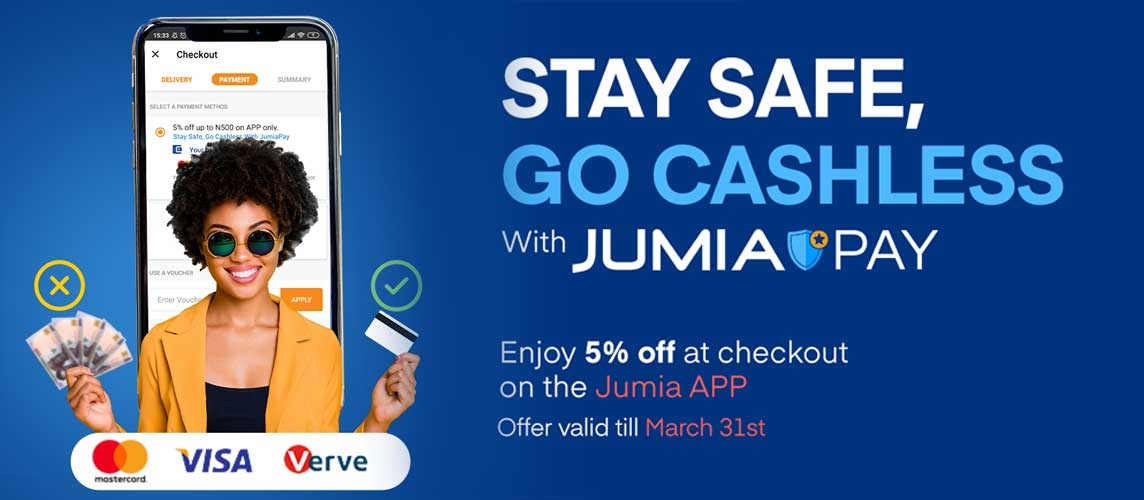 15:33
Checkout
DELIVERY PAYMENT SUMMARY
SELECT A PAYMENT METHOD
5% off up to N500 on APP only.
Stay Safe, Go Cashless With JumiaPay
USE A VOUCHER
APPLY
mastercard.
VISA
Verve
STAY SAFE,
GO CASHLESS
With JUMIA PAY
Enjoy 5% off at checkout
on the Jumia APP
Offer valid till March 31st